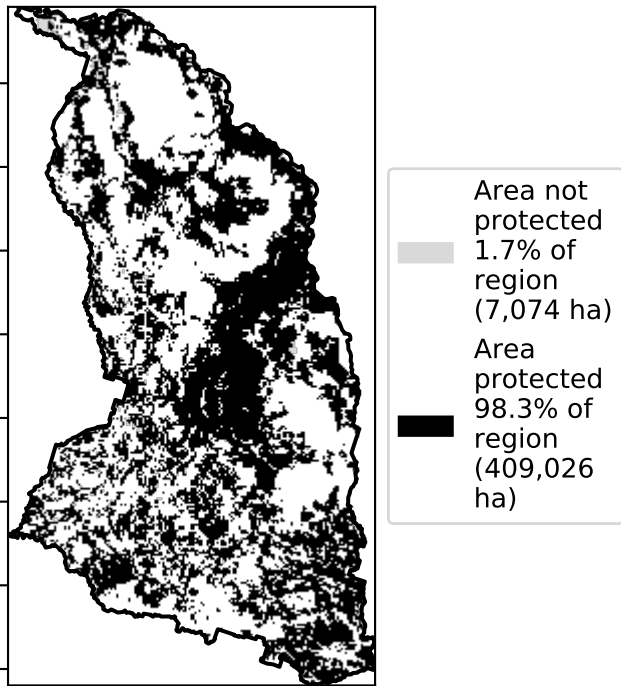 Area not
protected
1.7% of
region
(7,074 ha)
Area
protected
98.3% of
region
(409,026
ha)